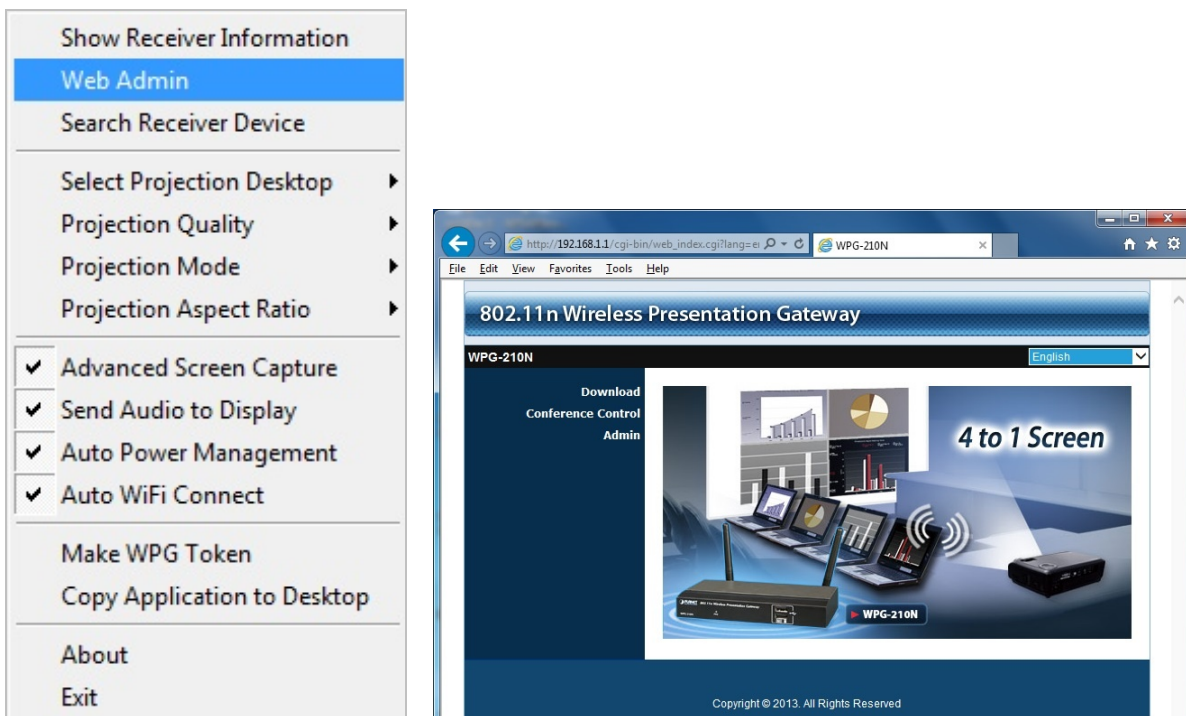 Show Receiver Information
Web Admin
Search Receiver Device
Select Projection Desktop
Projection Quality
Projection Mode
Projection Aspect Ratio
Advanced Screen Capture
Send Audio to Display
Auto Power Management
Auto WiFi Connect
Make WPG Token
Copy Application to Desktop
About
Exit
http://192.168.1.1/cgi-bin/web_index.cgi?lang=e
WPG-210N
File Edit View Favorites Tools Help
802.11n Wireless Presentation Gateway
WPG-210N
English
Download
Conference Control
Admin
4 to 1 Screen
WPG-210N
Copyright © 2013. All Rights Reserved